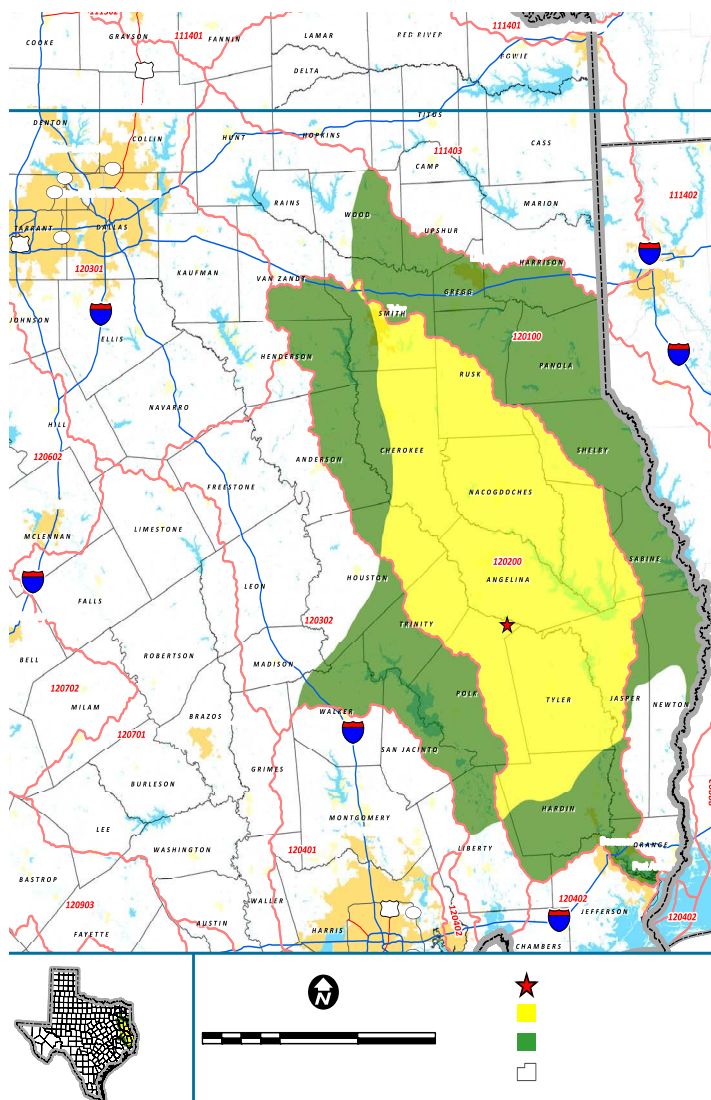 111302
GRAYSON
111401
FANNIN
LAMAR
RED RIVER
111401
COOKE
BOWIE
DELTA
TITUS
DENTON
COLLIN
HUNT
HOPKINS
CASS
111403
CAMP
111402
RAINS
MARION
WOOD
UPSHUR
TARRANT
DALLAS
HARRISON
120301
KAUFMAN
VAN ZANDT
GREGG
SMITH
JOHNSON
ELLIS
120100
HENDERSON
PANOLA
RUSK
NAVARRO
HILL
CHEROKEE
SHELBY
120602
ANDERSON
FREESTONE
NACOGDOCHES
LIMESTONE
MCLENNAN
120200
SABINE
HOUSTON
ANGELINA
LEON
FALLS
120302
TRINITY
ROBERTSON
BELL
MADISON
120702
POLK
TYLER
JASPER
NEWTON
MILAM
WALKER
BRAZOS
120701
SAN JACINTO
GRIMES
BURLESON
HARDIN
MONTGOMERY
LEE
WASHINGTON
120401
LIBERTY
ORANGE
BASTROP
WALLER
120402
120903
JEFFERSON
120402
120402
AUSTIN
FAYETTE
HARRIS
CHAMBERS
N